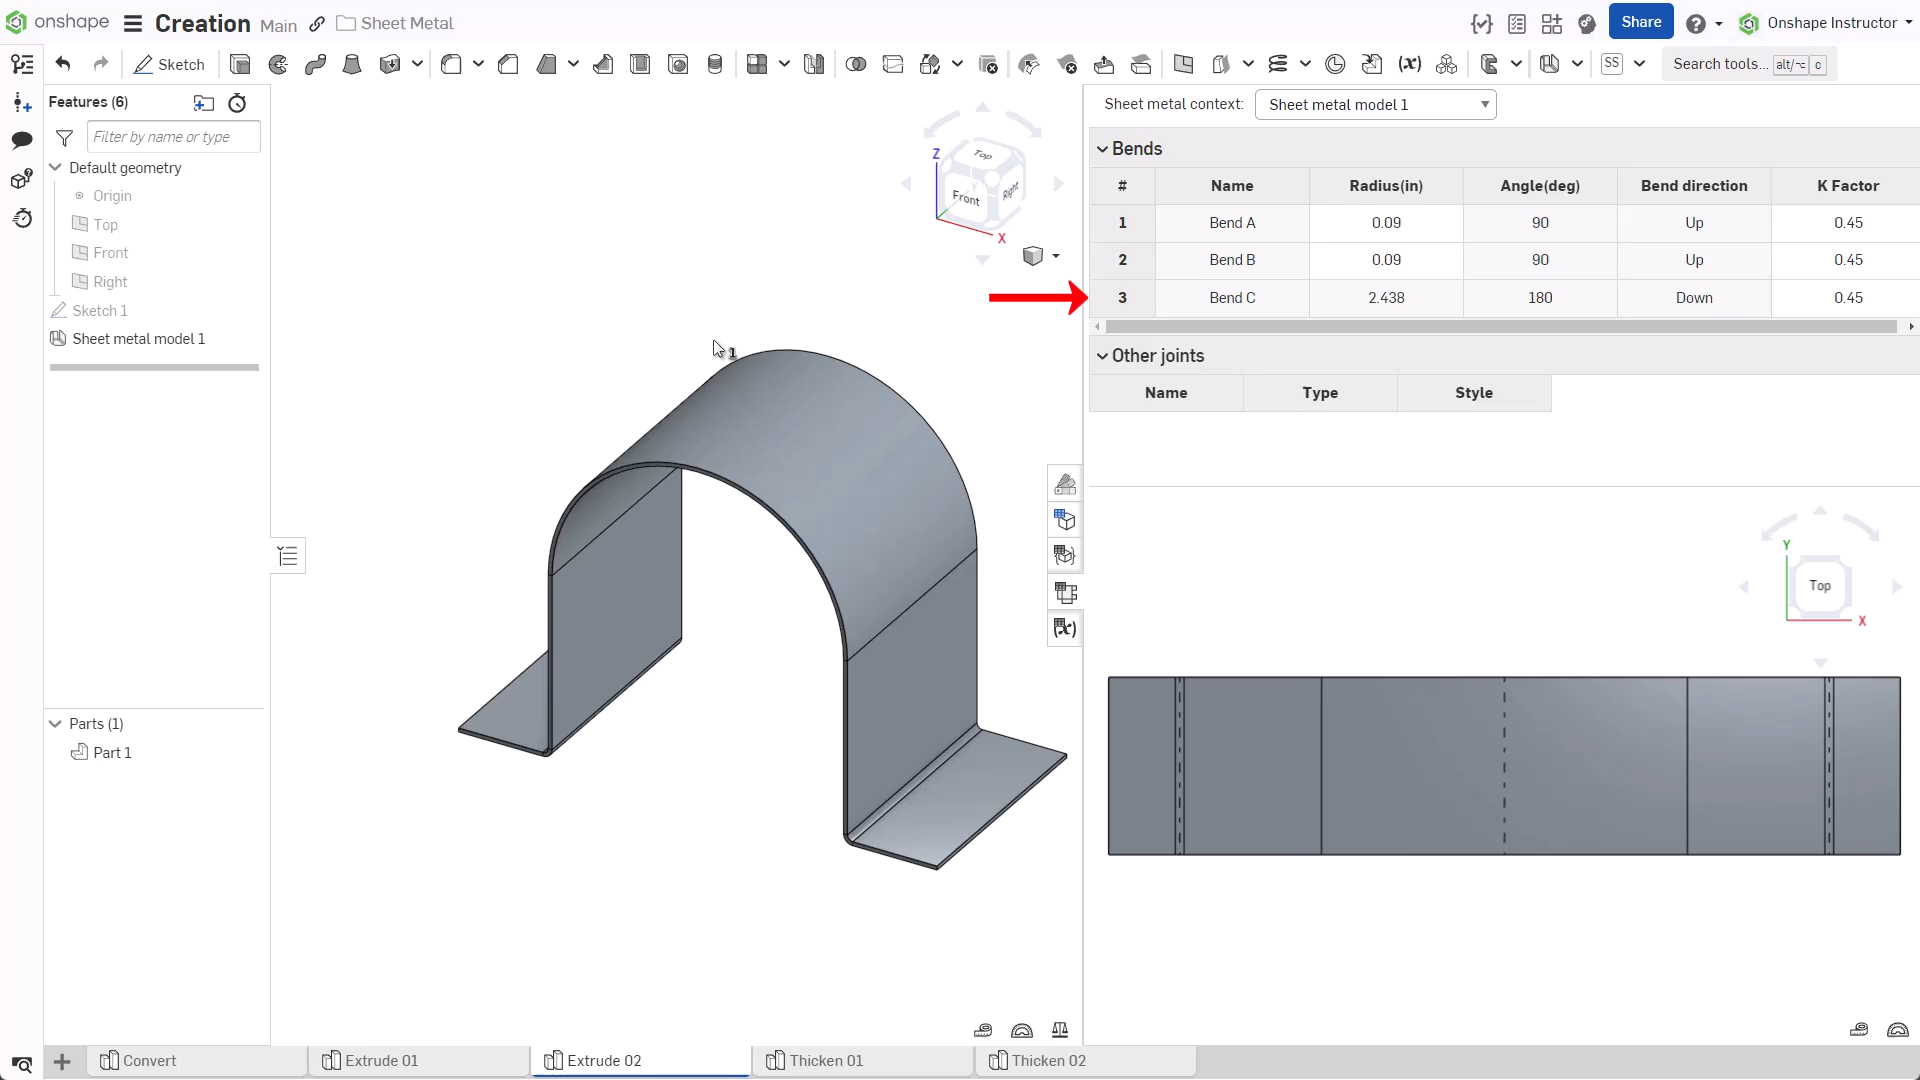 onshape Creation Main Sheet Metal Share Onshape Instructor
Sketch SS Search tools... alt/⌥ c
Features (6)
Filter by name or type
Default geometry
Origin
Top
Front
Right
Sketch 1
Sheet metal model 1
Parts (1)
Part 1
Z
Top
Front
Right
Y
X
1
Sheet metal context: Sheet metal model 1
Bends
# Name Radius(in) Angle(deg) Bend direction K Factor
1 Bend A 0.09 90 Up 0.45
2 Bend B 0.09 90 Up 0.45
3 Bend C 2.438 180 Down 0.45
Other joints
Name Type Style
Y
Top
X
Convert Extrude 01 Extrude 02 Thicken 01 Thicken 02